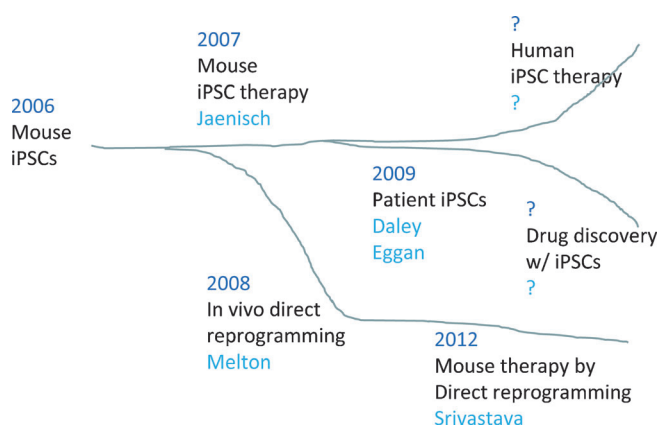 2006
Mouse
iPSCs
2007
Mouse
iPSC therapy
Jaenisch
?
Human
iPSC therapy
?
2009
Patient iPSCs
Daley
Eggan
?
Drug discovery
w/ iPSCs
?
2008
In vivo direct
reprogramming
Melton
2012
Mouse therapy by
Direct reprogramming
Srivastava